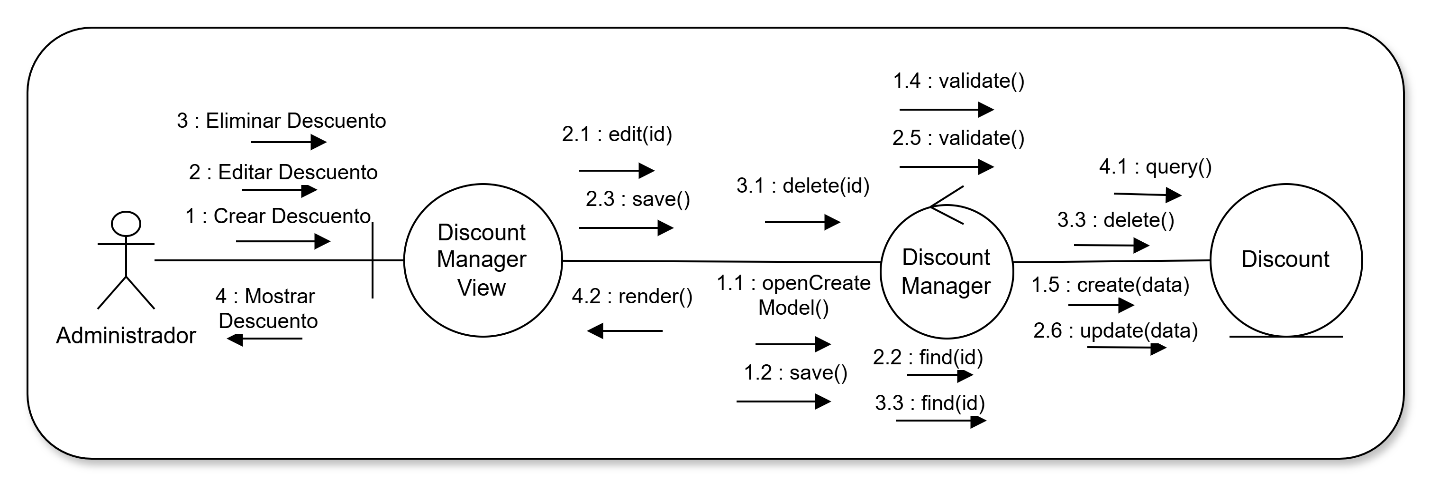 3 : Eliminar Descuento
2 : Editar Descuento
1 : Crear Descuento
4 : Mostrar
Descuento
Administrador
Discount
Manager
View
2.1 : edit(id)
2.3 : save()
4.2 : render()
3.1 : delete(id)
1.1 : openCreate
Model()
1.2 : save()
1.4 : validate()
2.5 : validate()
Discount
Manager
2.2 : find(id)
3.3 : find(id)
4.1 : query()
3.3 : delete()
1.5 : create(data)
2.6 : update(data)
Discount